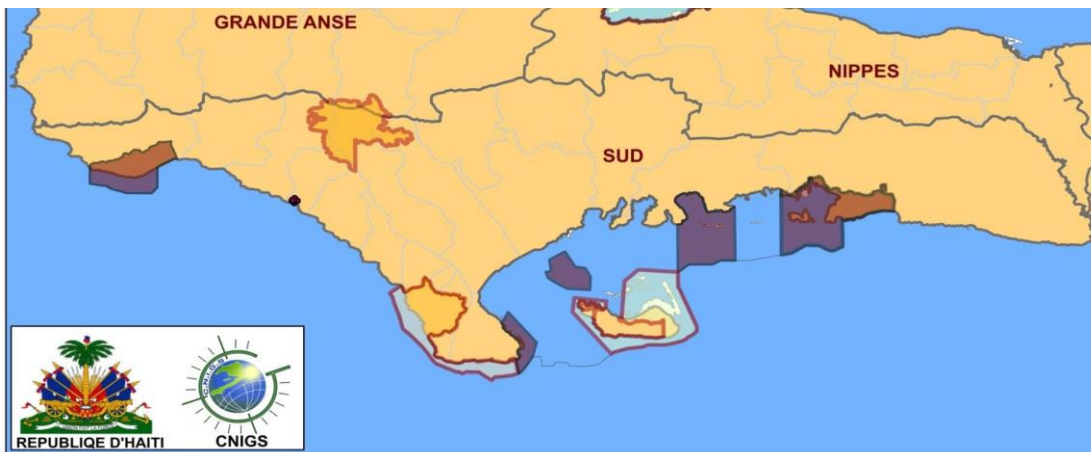 GRANDE ANSE
NIPPES
SUD
C.N.I.G.S
REPUBLIQE D'HAITI
CNIGS